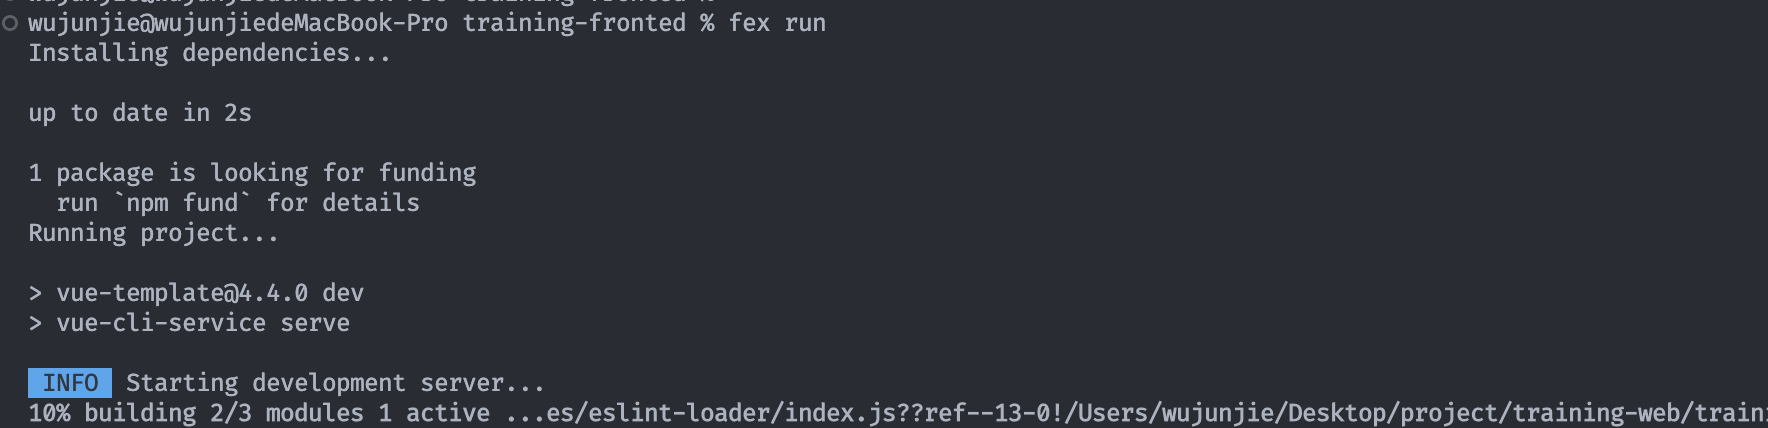 wujunjie@wujunjiedeMacBook-Pro training-fronted % fex run
Installing dependencies...
up to date in 2s
1 package is looking for funding
run `npm fund` for details
Running project...
> vue-template@4.4.0 dev
> vue-cli-service serve
INFO Starting development server...
10% building 2/3 modules 1 active ...es/eslint-loader/index.js??ref--13-0!/Users/wujunjie/Desktop/project/training-web/traini